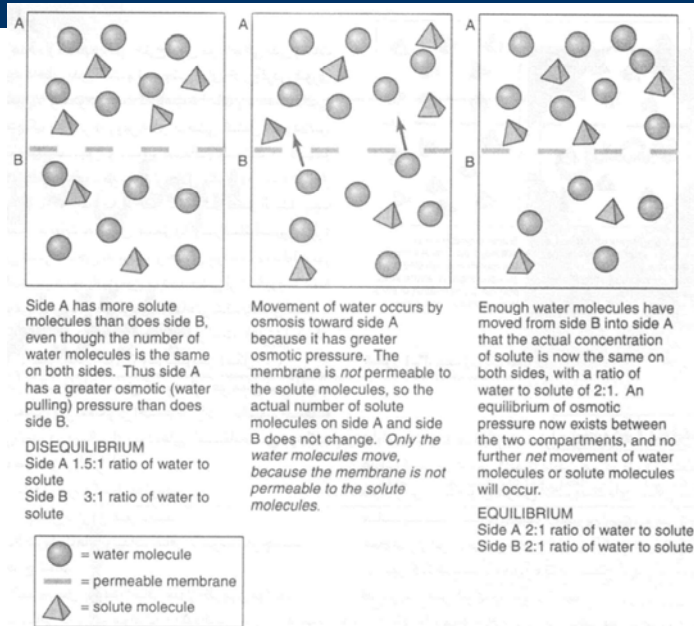 A
B
Side A has more solute
molecules than does side B,
even though the number of
water molecules is the same
on both sides. Thus side A
has a greater osmotic (water
pulling) pressure than does
side B.
DISEQUILIBRIUM
Side A 1.5:1 ratio of water to
solute
Side B 3:1 ratio of water to
solute
A
B
Movement of water occurs by
osmosis toward side A
because it has greater
osmotic pressure. The
membrane is not permeable to
the solute molecules, so the
actual number of solute
molecules on side A and side
B does not change. Only the
water molecules move,
because the membrane is not
permeable to the solute
molecules.
A
B
Enough water molecules have
moved from side B into side A
that the actual concentration
of solute is now the same on
both sides, with a ratio of
water to solute of 2:1. An
equilibrium of osmotic
pressure now exists between
the two compartments, and no
further net movement of water
molecules or solute molecules
will occur.
EQUILIBRIUM
Side A 2:1 ratio of water to solute
Side B 2:1 ratio of water to solute
= water molecule
= permeable membrane
= solute molecule